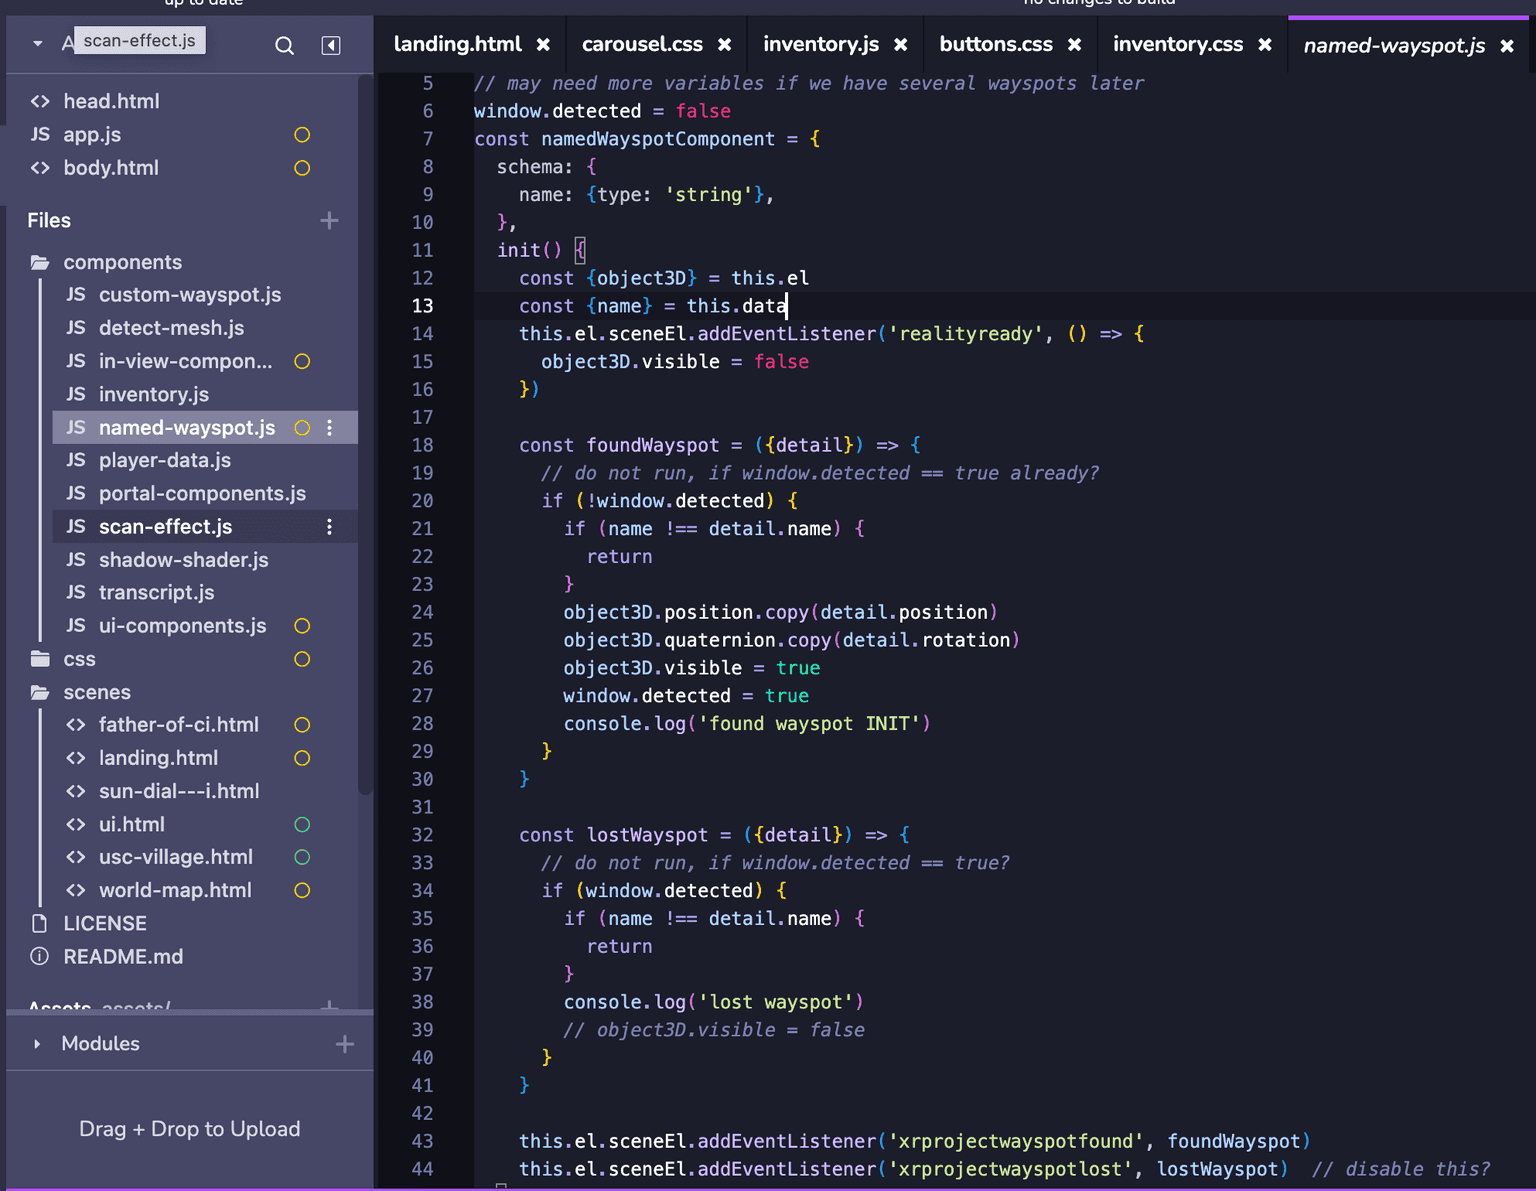 up to date
no changes to build
A
scan-effect.js
landing.html
carousel.css
inventory.js
buttons.css
inventory.css
named-wayspot.js
<> head.html
JS app.js
<> body.html
Files
components
JS custom-wayspot.js
JS detect-mesh.js
JS in-view-compon...
JS inventory.js
JS named-wayspot.js
JS player-data.js
JS portal-components.js
JS scan-effect.js
JS shadow-shader.js
JS transcript.js
JS ui-components.js
css
scenes
<> father-of-ci.html
<> landing.html
<> sun-dial---i.html
<> ui.html
<> usc-village.html
<> world-map.html
LICENSE
README.md
Assets assets/
Modules
Drag + Drop to Upload
5 // may need more variables if we have several wayspots later
6 window.detected = false
7 const namedWayspotComponent = {
8 schema: {
9 name: {type: 'string'},
10 },
11 init() {
12 const {object3D} = this.el
13 const {name} = this.data
14 this.el.sceneEl.addEventListener('realityready', () => {
15 object3D.visible = false
16 })
17
18 const foundWayspot = ({detail}) => {
19 // do not run, if window.detected == true already?
20 if (!window.detected) {
21 if (name !== detail.name) {
22 return
23 }
24 object3D.position.copy(detail.position)
25 object3D.quaternion.copy(detail.rotation)
26 object3D.visible = true
27 window.detected = true
28 console.log('found wayspot INIT')
29 }
30 }
31
32 const lostWayspot = ({detail}) => {
33 // do not run, if window.detected == true?
34 if (window.detected) {
35 if (name !== detail.name) {
36 return
37 }
38 console.log('lost wayspot')
39 // object3D.visible = false
40 }
41 }
42
43 this.el.sceneEl.addEventListener('xrprojectwayspotfound', foundWayspot)
44 this.el.sceneEl.addEventListener('xrprojectwayspotlost', lostWayspot) // disable this?